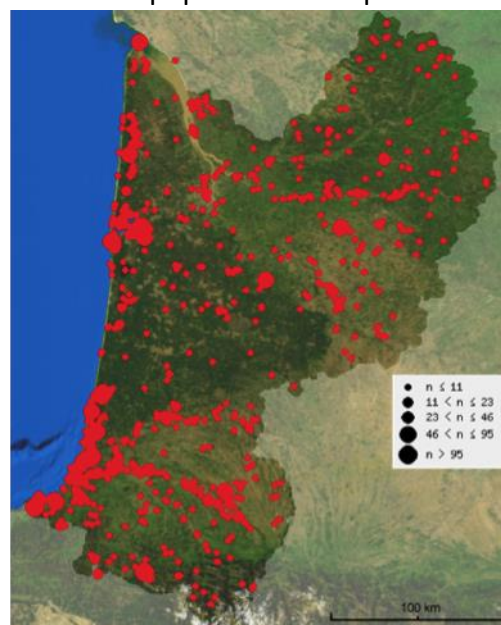 n ≤ 11
11 < n ≤ 23
23 < n ≤ 46
46 < n ≤ 95
n > 95
100 km